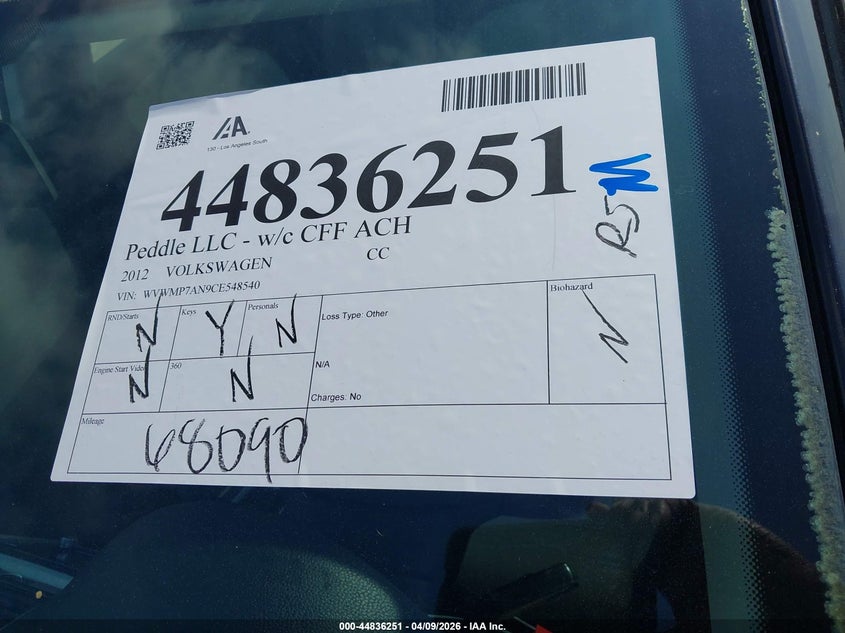 IAA
130 - Los Angeles South
44836251
R5
Peddle LLC - w/c CFF ACH
2012 VOLKSWAGEN CC
VIN: WVWMP7AN9CE548540
RND/Starts N
Keys Y
Personals N
Loss Type: Other
Biohazard N
Engine Start Video N
360 N
N/A
Charges: No
Mileage 68090
000-44836251 - 04/09/2026 - IAA Inc.